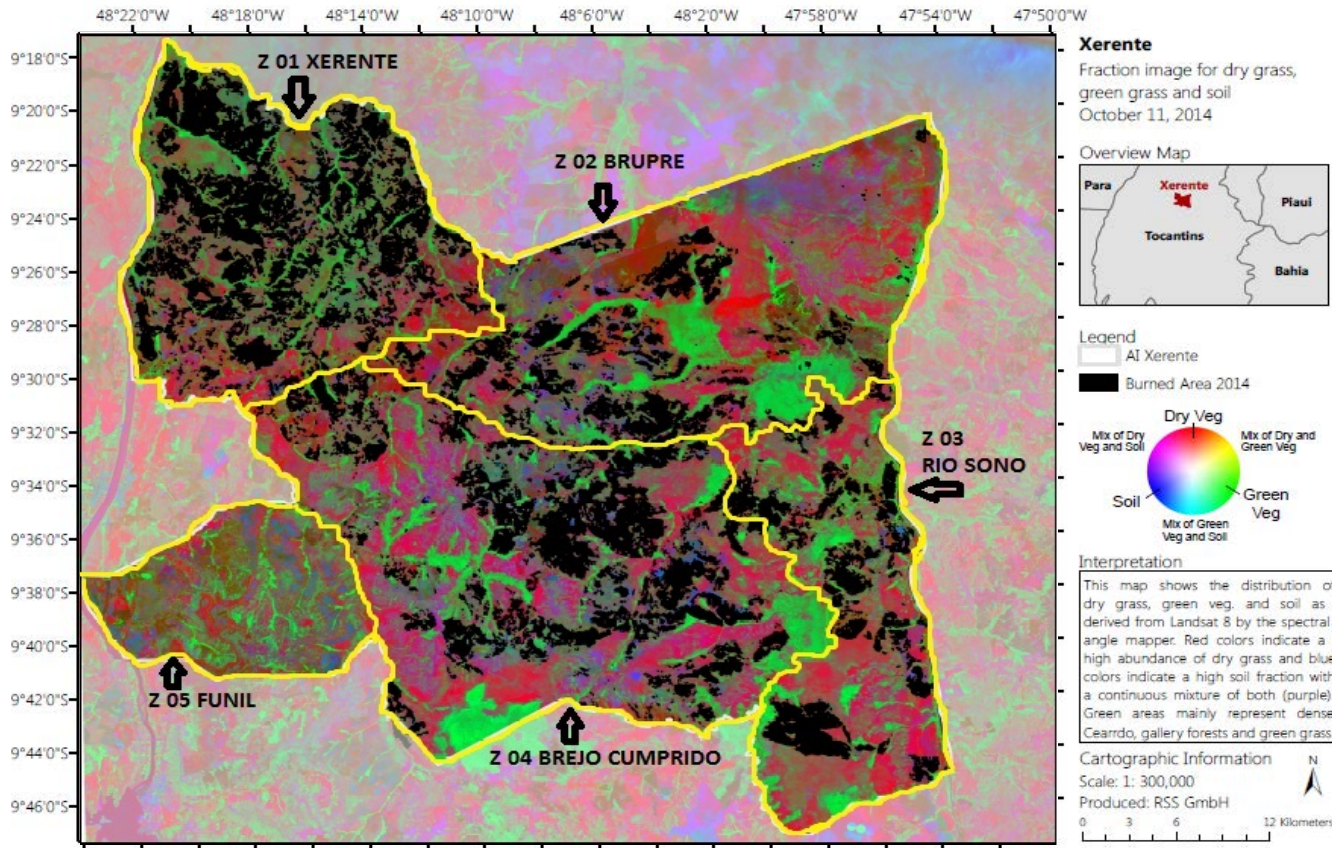 48°22'0"W 48°18'0"W 48°14'0"W 48°10'0"W 48°6'0"W 48°2'0"W 47°58'0"W 47°54'0"W 47°50'0"W
9°18'0"S
9°20'0"S
9°22'0"S
9°24'0"S
9°26'0"S
9°28'0"S
9°30'0"S
9°32'0"S
9°34'0"S
9°36'0"S
9°38'0"S
9°40'0"S
9°42'0"S
9°44'0"S
9°46'0"S
Z 01 XERENTE
Z 02 BRUPRE
Z 03
RIO SONO
Z 05 FUNIL
Z 04 BREJO CUMPRIDO
Xerente
Fraction image for dry grass,
green grass and soil
October 11, 2014
Overview Map
Para
Xerente
Piaui
Tocantins
Bahia
Legend
AI Xerente
Burned Area 2014
Dry Veg
Mix of Dry
Veg and Soil
Mix of Dry and
Green Veg
Soil
Green
Veg
Mix of Green
Veg and Soil
Interpretation
This map shows the distribution of
dry grass, green veg. and soil as
derived from Landsat 8 by the spectral
angle mapper. Red colors indicate a
high abundance of dry grass and blue
colors indicate a high soil fraction with
a continuous mixture of both (purple)
Green areas mainly represent dense
Cearrdo, gallery forests and green grass
Cartographic Information
Scale: 1: 300,000
Produced: RSS GmbH
N
0 3 6 12 Kilometers